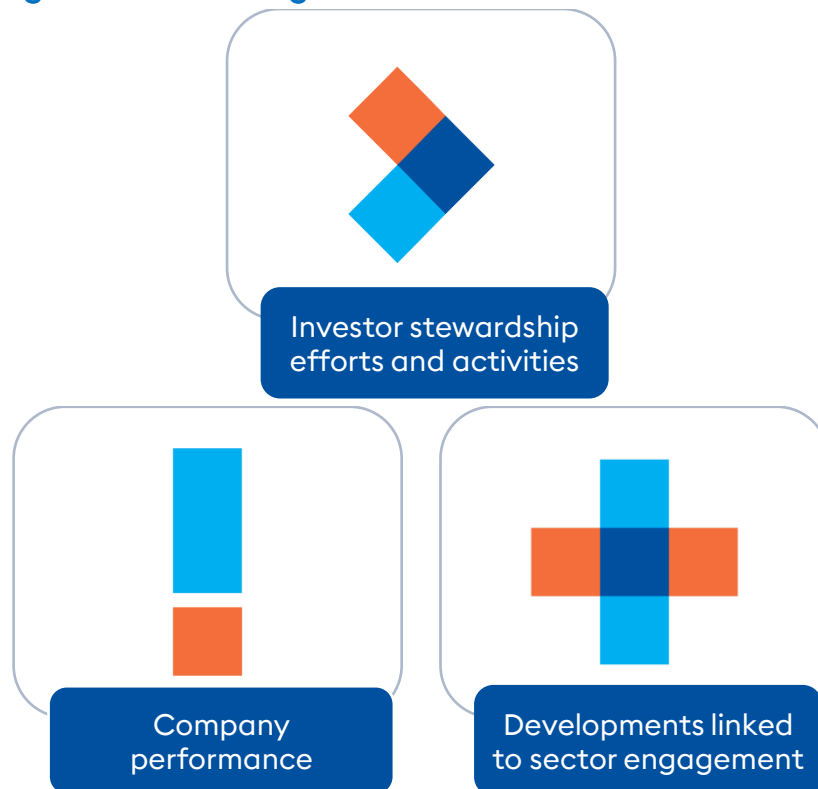 Investor stewardship
efforts and activities
Company
performance
Developments linked
to sector engagement